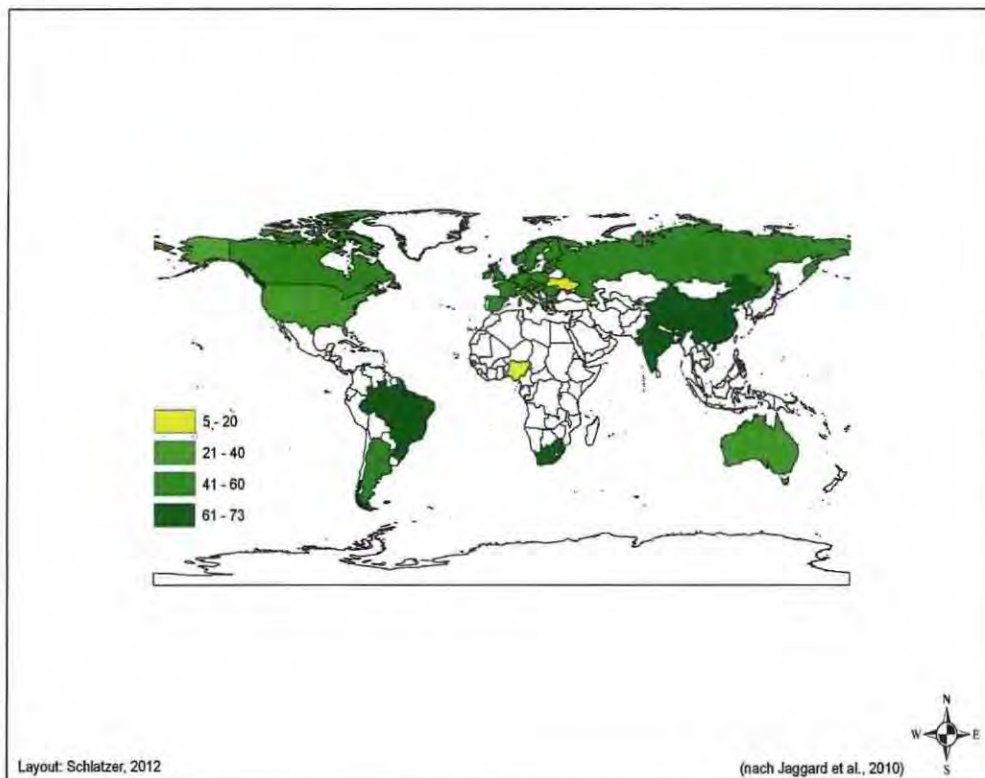 5,- 20
21 - 40
41 - 60
61 - 73
N
W E
S
Layout: Schlatzer, 2012
(nach Jaggard et al., 2010)